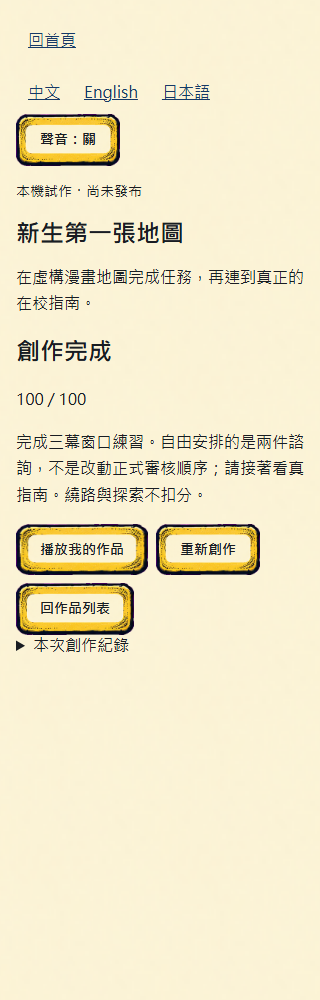 回首頁
中文 English 日本語
聲音：關
本機試作．尚未發布
新生第一張地圖
在虛構漫畫地圖完成任務，再連到真正的
在校指南。
創作完成
100 / 100
完成三幕窗口練習。自由安排的是兩件諮
詢，不是改動正式審核順序；請接著看真
指南。繞路與探索不扣分。
播放我的作品 重新創作
回作品列表
▶ 本次創作紀錄